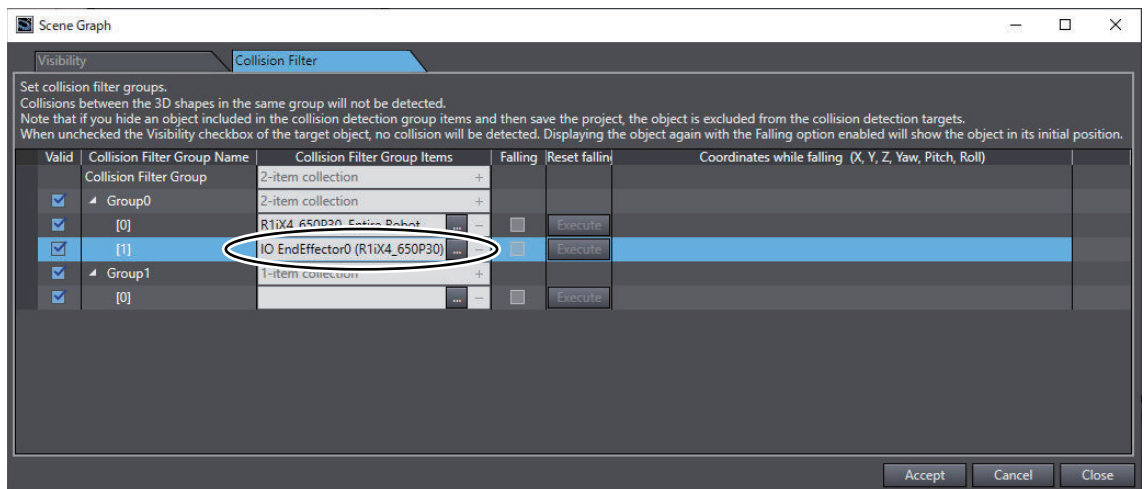 Scene Graph
Visibility
Collision Filter
Set collision filter groups.
Collisions between the 3D shapes in the same group will not be detected.
Note that if you hide an object included in the collision detection group items and then save the project, the object is excluded from the collision detection targets.
When unchecked the Visibility checkbox of the target object, no collision will be detected. Displaying the object again with the Falling option enabled will show the object in its initial position.
Valid Collision Filter Group Name Collision Filter Group Items Falling Reset fallin Coordinates while falling (X, Y, Z, Yaw, Pitch, Roll)
Collision Filter Group 2-item collection +
Group0 2-item collection +
[0] R1iX4_650P30 Entire Robot ... − Execute
[1] IO EndEffector0 (R1iX4_650P30) ... − Execute
Group1 1-item collection +
[0] ... − Execute
Accept Cancel Close